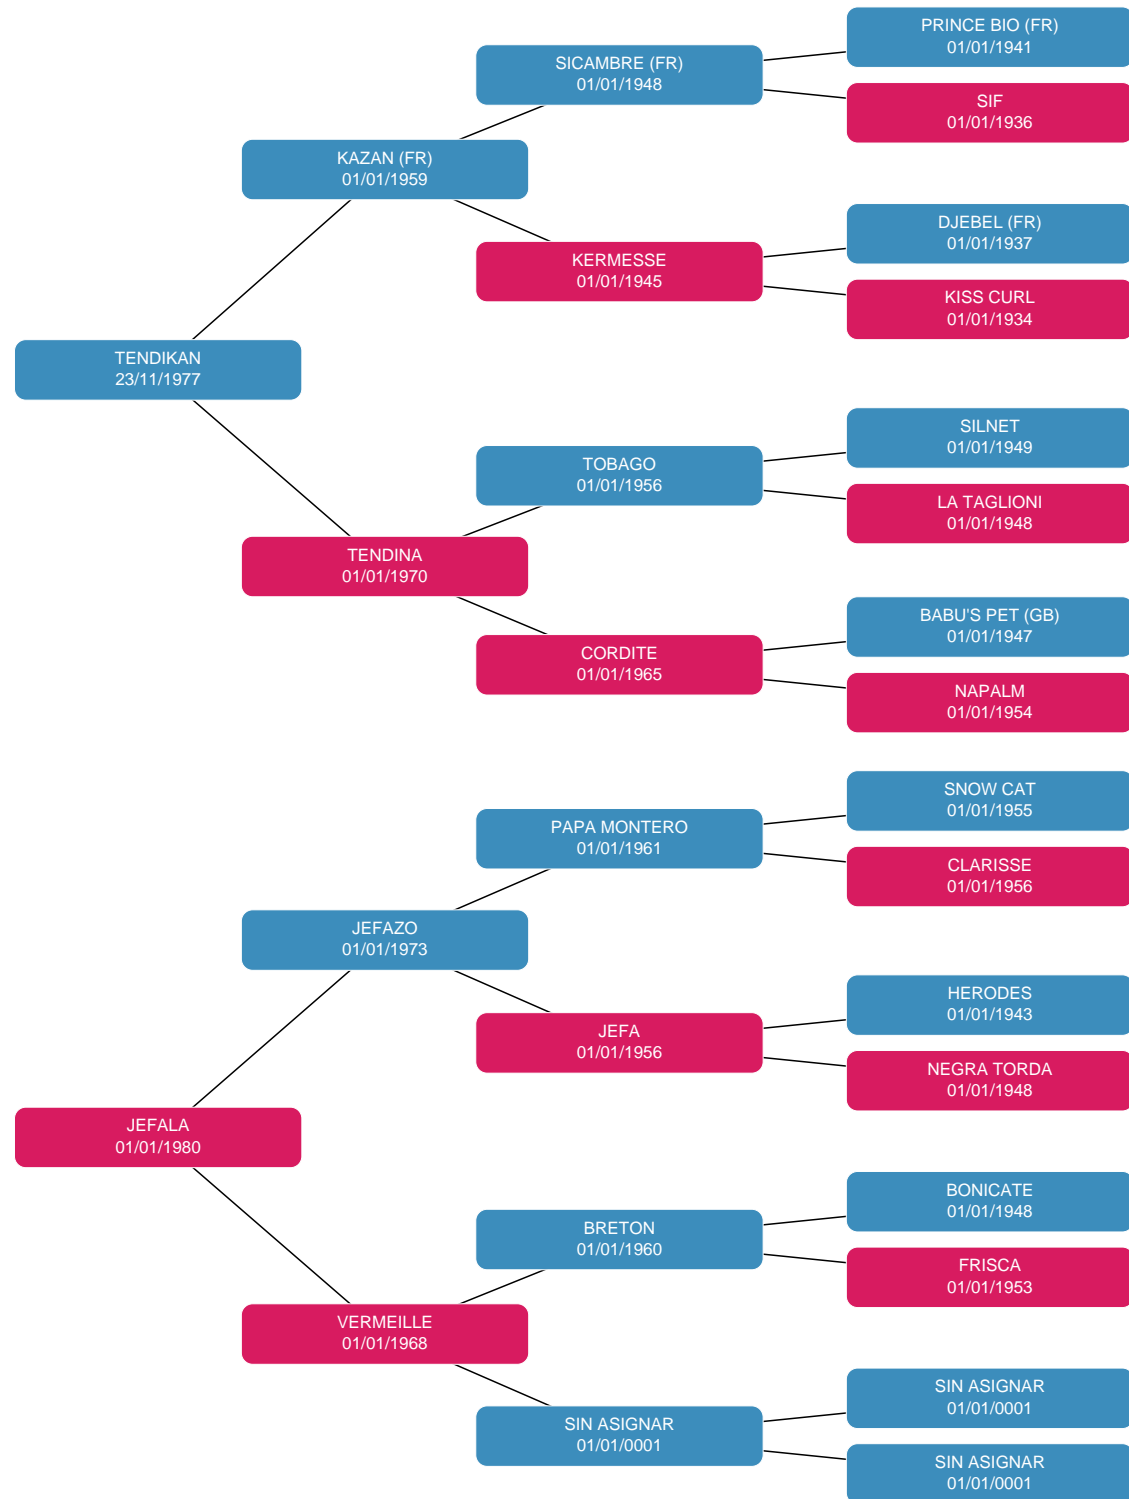 PRINCE BIO (FR)
01/01/1941
SICAMBRE (FR)
01/01/1948
SIF
01/01/1936
KAZAN (FR)
01/01/1959
DJEBEL (FR)
01/01/1937
KERMESSE
01/01/1945
KISS CURL
01/01/1934
TENDIKAN
23/11/1977
SILNET
01/01/1949
TOBAGO
01/01/1956
LA TAGLIONI
01/01/1948
TENDINA
01/01/1970
BABU'S PET (GB)
01/01/1947
CORDITE
01/01/1965
NAPALM
01/01/1954
SNOW CAT
01/01/1955
PAPA MONTERO
01/01/1961
CLARISSE
01/01/1956
JEFAZO
01/01/1973
HERODES
01/01/1943
JEFA
01/01/1956
NEGRA TORDA
01/01/1948
JEFALA
01/01/1980
BONICATE
01/01/1948
BRETON
01/01/1960
FRISCA
01/01/1953
VERMEILLE
01/01/1968
SIN ASIGNAR
01/01/0001
SIN ASIGNAR
01/01/0001
SIN ASIGNAR
01/01/0001